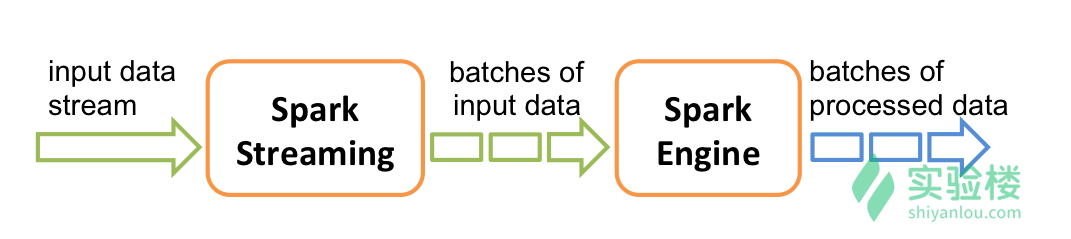 input data
stream
Spark
Streaming
batches of
input data
Spark
Engine
batches of
processed data
实验楼
shiyanlou.com